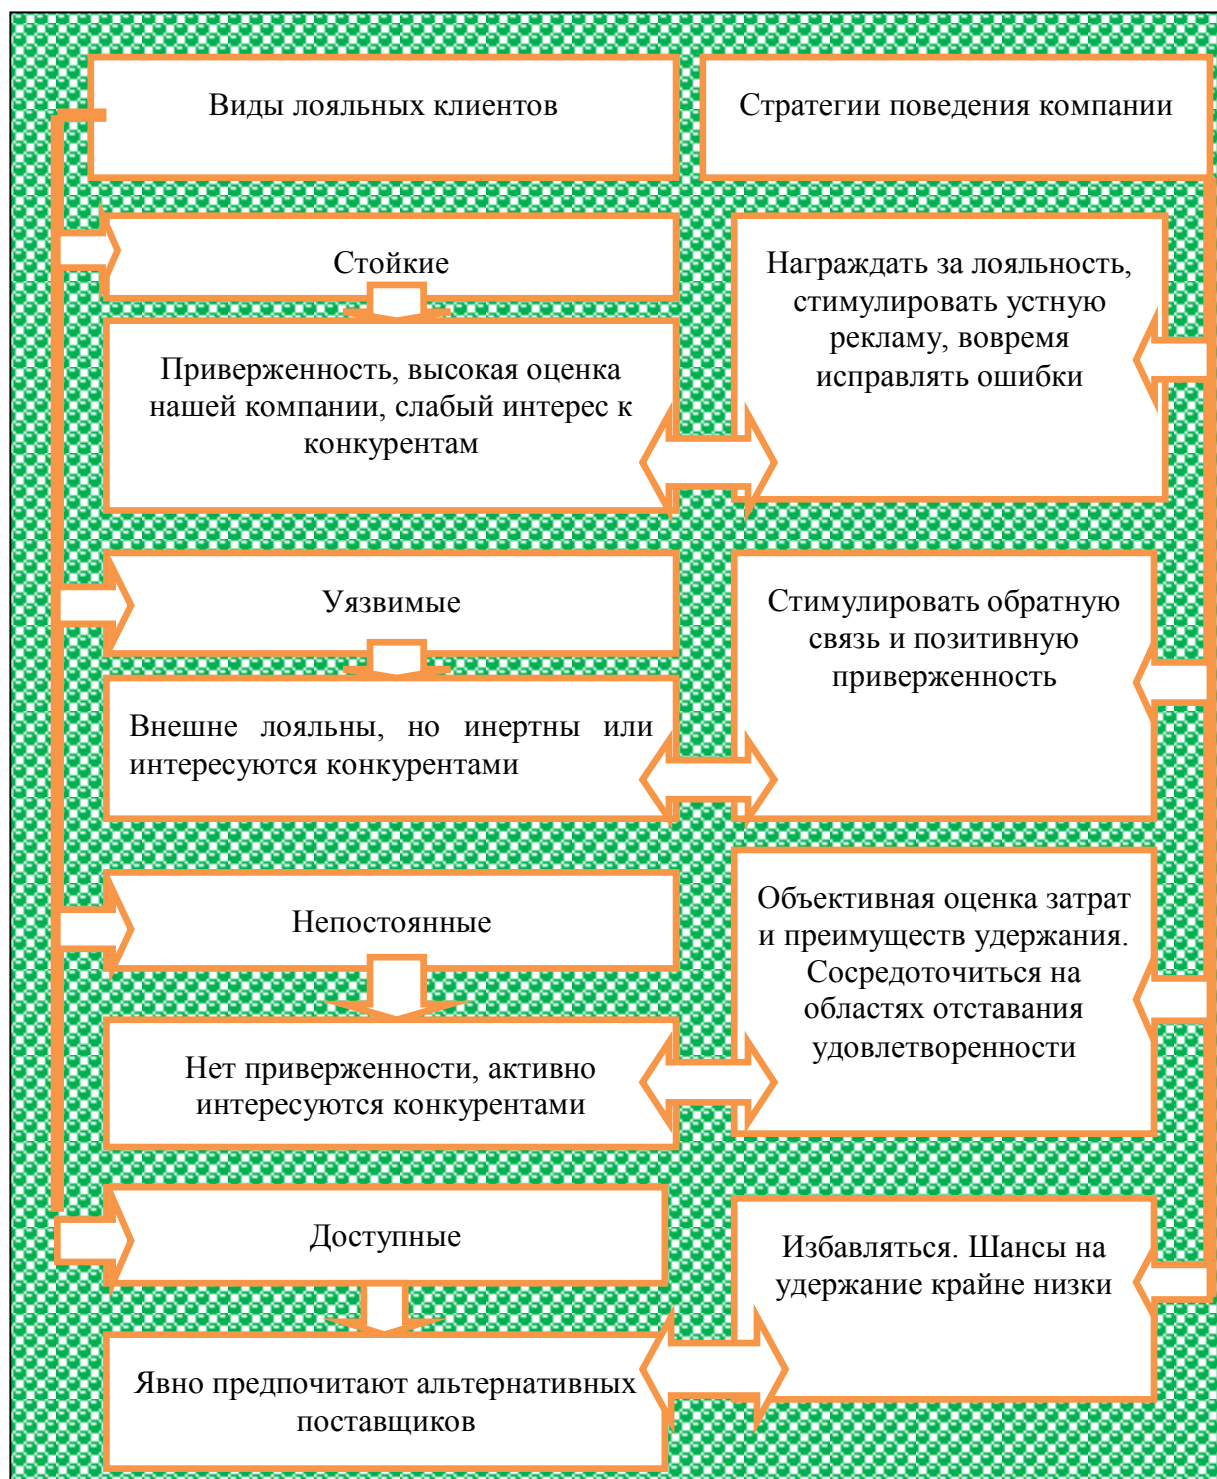 Виды лояльных клиентов
Стратегии поведения компании
Стойкие
Награждать за лояльность,
стимулировать устную
рекламу, вовремя
исправлять ошибки
Приверженность, высокая оценка
нашей компании, слабый интерес к
конкурентам
Уязвимые
Стимулировать обратную
связь и позитивную
приверженность
Внешне лояльны, но инертны или
интересуются конкурентами
Непостоянные
Объективная оценка затрат
и преимуществ удержания.
Сосредоточиться на
областях отставания
удовлетворенности
Нет приверженности, активно
интересуются конкурентами
Доступные
Избавляться. Шансы на
удержание крайне низки
Явно предпочитают альтернативных
поставщиков